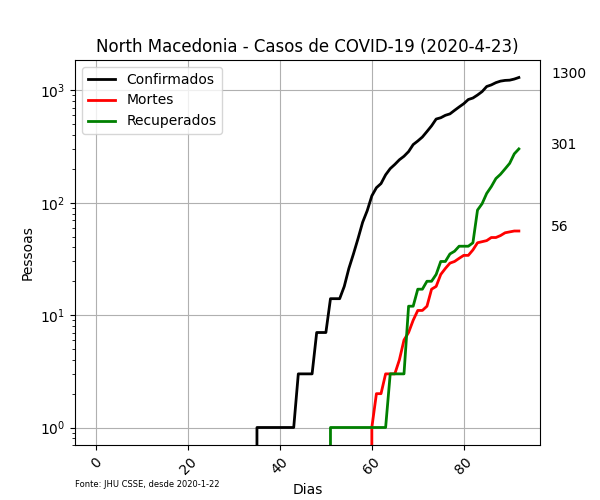 North Macedonia - Casos de COVID-19 (2020-4-23)
Confirmados
Mortes
Recuperados
1300
301
56
10³
10²
10¹
10⁰
Pessoas
0
20
40
60
80
Dias
Fonte: JHU CSSE, desde 2020-1-22